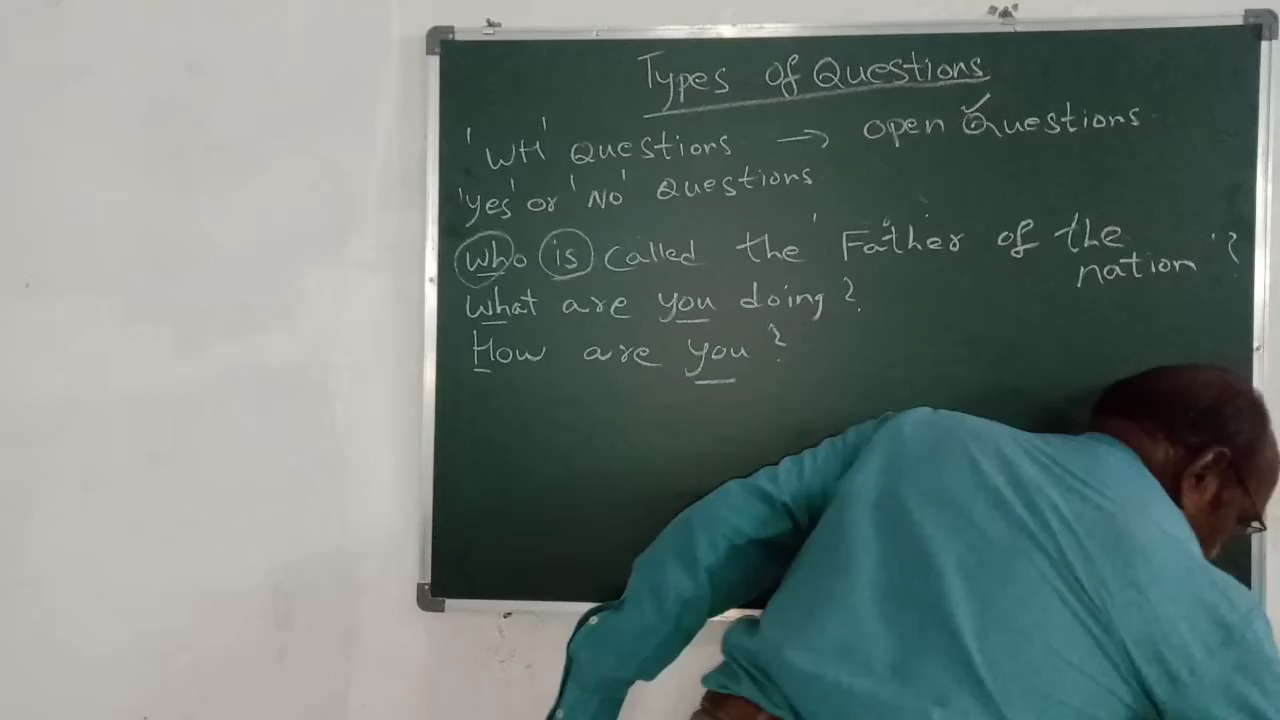 Types of Questions
'WH' Questions → open Questions
'yes' or 'No' Questions
who is called the 'Father of the nation'?
What are you doing?
How are you?